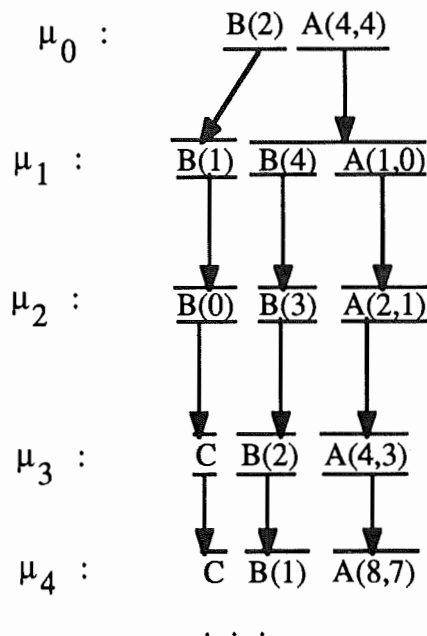 μ0 : B(2) A(4,4)
μ1 : B(1) B(4) A(1,0)
μ2 : B(0) B(3) A(2,1)
μ3 : C B(2) A(4,3)
μ4 : C B(1) A(8,7)
. . .